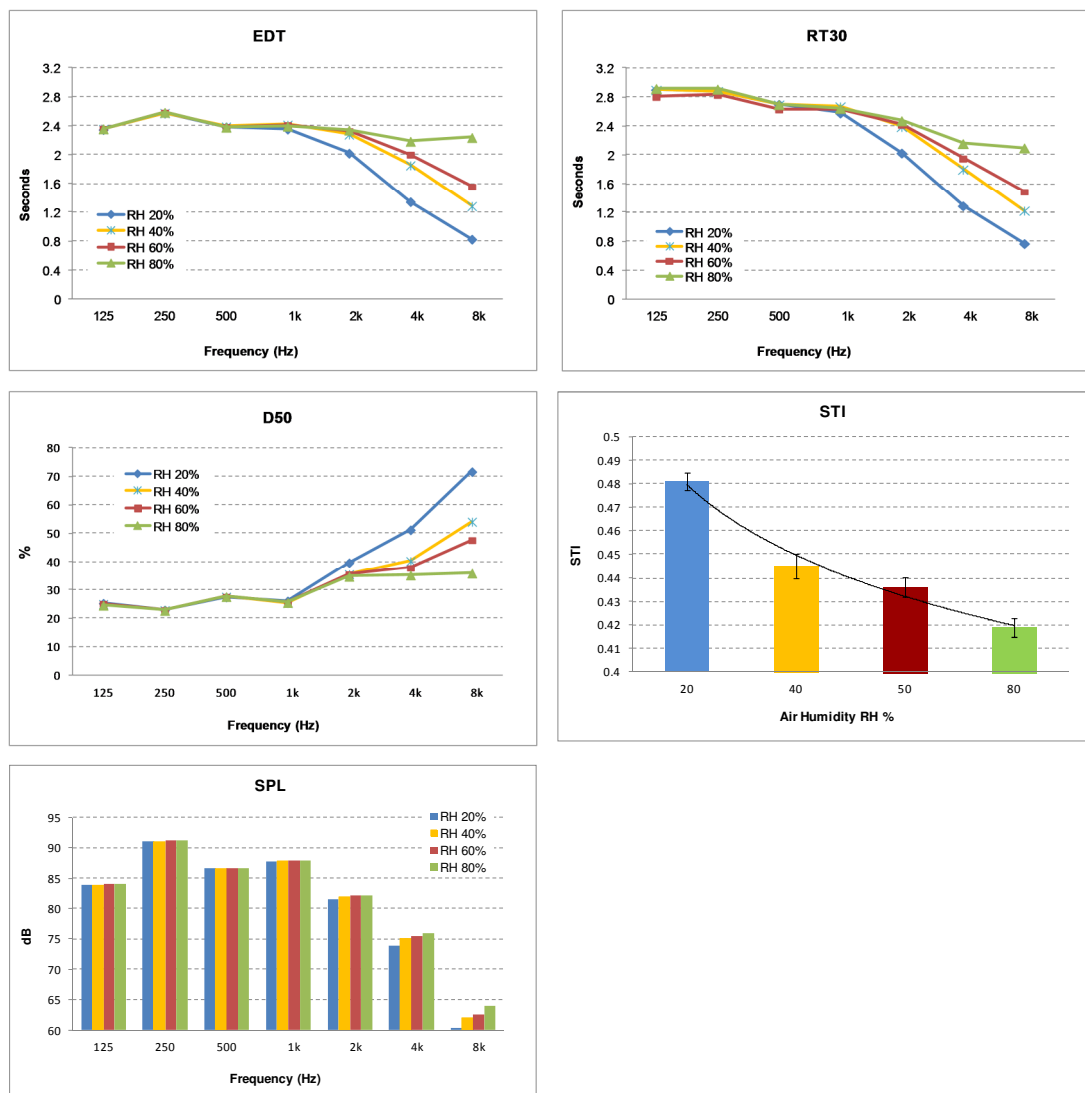 EDT
3.2
2.8
2.4
2
1.6
1.2
0.8
0.4
0
Seconds
RH 20%
RH 40%
RH 60%
RH 80%
125 250 500 1k 2k 4k 8k
Frequency (Hz)
RT30
3.2
2.8
2.4
2
1.6
1.2
0.8
0.4
0
Seconds
RH 20%
RH 40%
RH 60%
RH 80%
125 250 500 1k 2k 4k 8k
Frequency (Hz)
D50
80
70
60
50
40
30
20
10
0
%
RH 20%
RH 40%
RH 60%
RH 80%
125 250 500 1k 2k 4k 8k
Frequency (Hz)
STI
0.5
0.49
0.48
0.47
0.46
0.45
0.44
0.43
0.42
0.41
0.4
STI
20 40 50 80
Air Humidity RH %
SPL
95
90
85
80
75
70
65
60
dB
RH 20%
RH 40%
RH 60%
RH 80%
125 250 500 1k 2k 4k 8k
Frequency (Hz)